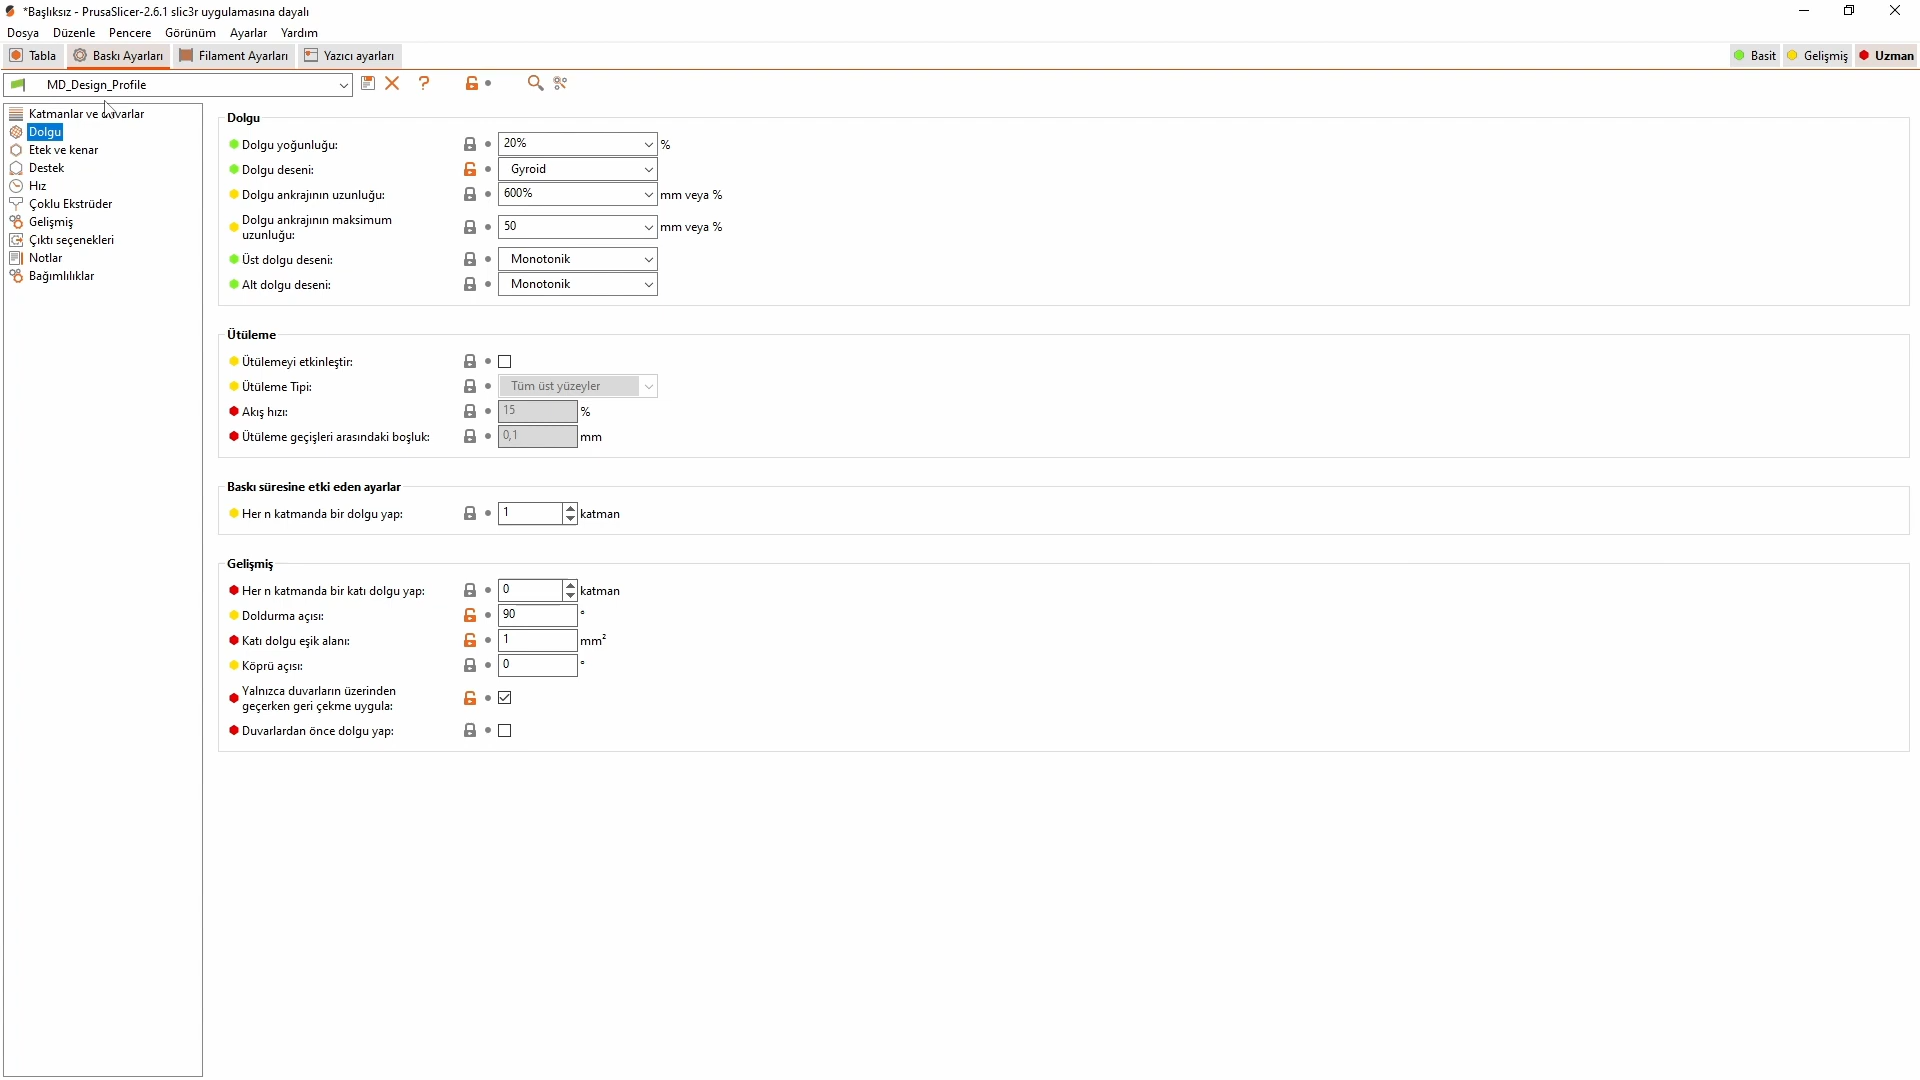 *Başlıksız - PrusaSlicer-2.6.1 slic3r uygulamasına dayalı
Dosya Düzenle Pencere Görünüm Ayarlar Yardım
Tabla Baskı Ayarları Filament Ayarları Yazıcı ayarları Basit Gelişmiş Uzman
MD_Design_Profile ?
Katmanlar ve duvarlar
Dolgu
Etek ve kenar
Destek
Hız
Çoklu Ekstrüder
Gelişmiş
Çıktı seçenekleri
Notlar
Bağımlılıklar
Dolgu
Dolgu yoğunluğu: 20% %
Dolgu deseni: Gyroid
Dolgu ankrajının uzunluğu: 600% mm veya %
Dolgu ankrajının maksimum
uzunluğu: 50 mm veya %
Üst dolgu deseni: Monotonik
Alt dolgu deseni: Monotonik
Ütüleme
Ütülemeyi etkinleştir:
Ütüleme Tipi: Tüm üst yüzeyler
Akış hızı: 15 %
Ütüleme geçişleri arasındaki boşluk: 0,1 mm
Baskı süresine etki eden ayarlar
Her n katmanda bir dolgu yap: 1 katman
Gelişmiş
Her n katmanda bir katı dolgu yap: 0 katman
Doldurma açısı: 90 °
Katı dolgu eşik alanı: 1 mm²
Köprü açısı: 0 °
Yalnızca duvarların üzerinden
geçerken geri çekme uygula:
Duvarlardan önce dolgu yap: